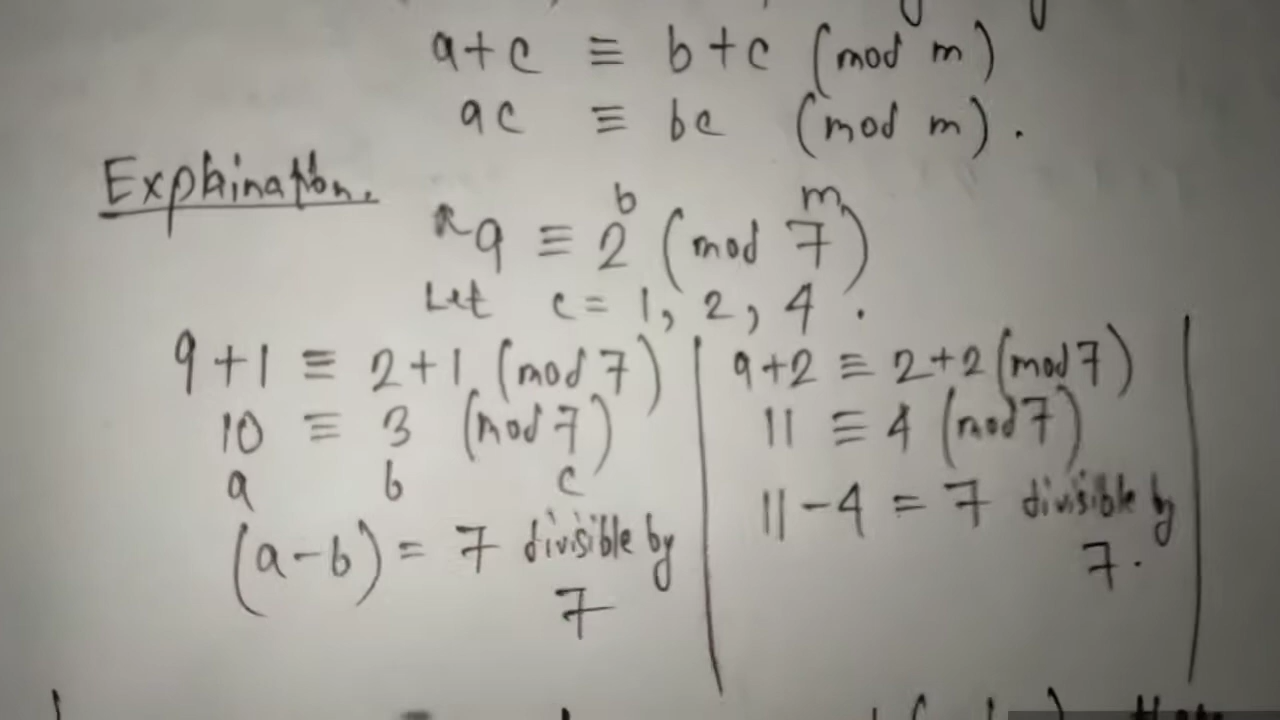 a+c ≡ b+c (mod m)
ac ≡ bc (mod m).
Explaination.
b m
9 ≡ 2 (mod 7)
Let c = 1, 2, 4.
9+1 ≡ 2+1 (mod 7)
10 ≡ 3 (mod 7)
a b c
(a-b) = 7 divisible by
7
9+2 ≡ 2+2 (mod 7)
11 ≡ 4 (mod 7)
11-4 = 7 divisible by
7.